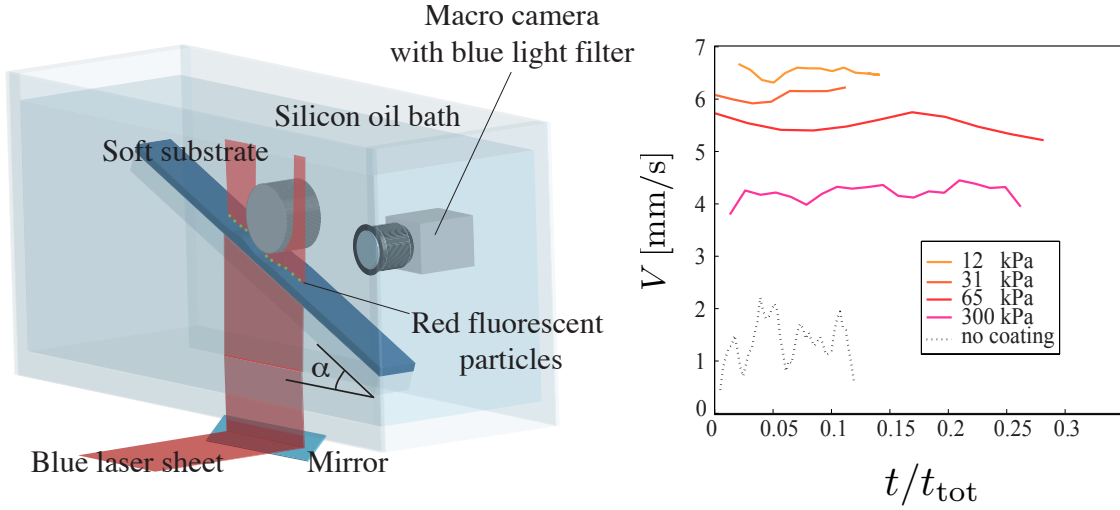 Macro camera
with blue light filter
Silicon oil bath
Soft substrate
Red fluorescent
particles
α
Blue laser sheet
Mirror
7
6
5
4
3
2
1
0
V [mm/s]
12 kPa
31 kPa
65 kPa
300 kPa
no coating
0 0.05 0.1 0.15 0.2 0.25 0.3
t/t_tot